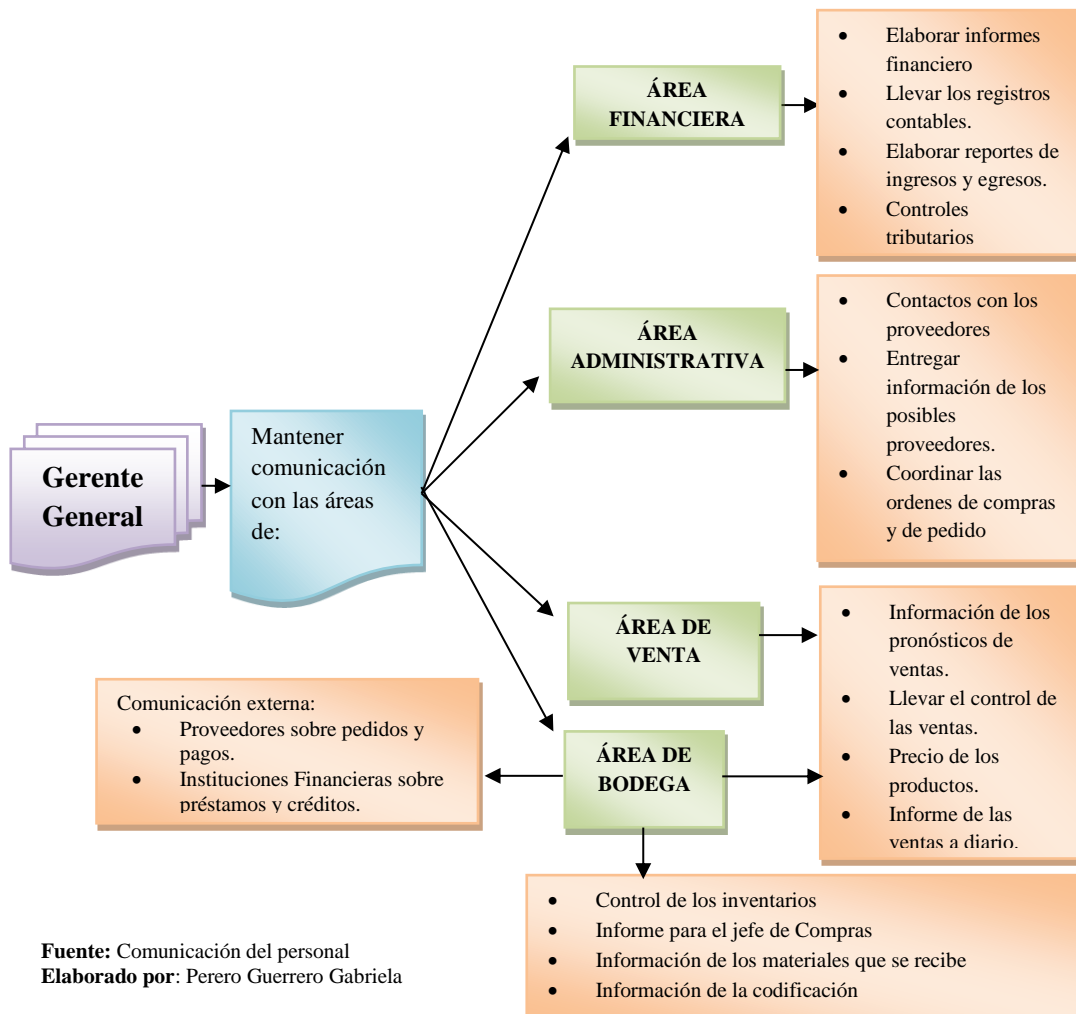 Gerente
General
Mantener
comunicación
con las áreas
de:
ÁREA
FINANCIERA
• Elaborar informes
financiero
• Llevar los registros
contables.
• Elaborar reportes de
ingresos y egresos.
• Controles
tributarios
ÁREA
ADMINISTRATIVA
• Contactos con los
proveedores
• Entregar
información de los
posibles
proveedores.
• Coordinar las
ordenes de compras
y de pedido
ÁREA DE
VENTA
• Información de los
pronósticos de
ventas.
• Llevar el control de
las ventas.
• Precio de los
productos.
• Informe de las
ventas a diario.
ÁREA DE
BODEGA
Comunicación externa:
• Proveedores sobre pedidos y
pagos.
• Instituciones Financieras sobre
préstamos y créditos.
• Control de los inventarios
• Informe para el jefe de Compras
• Información de los materiales que se recibe
• Información de la codificación
Fuente: Comunicación del personal
Elaborado por: Perero Guerrero Gabriela